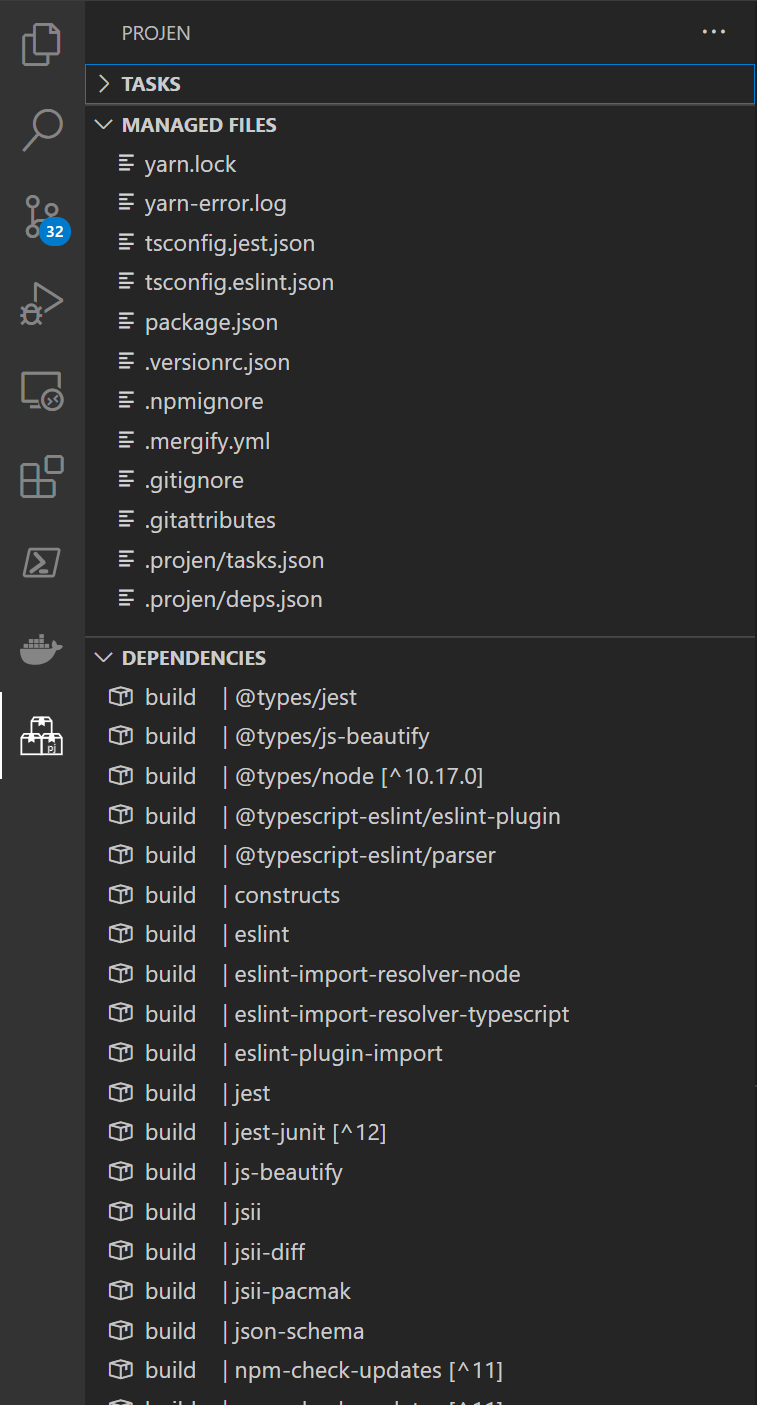 PROJEN
TASKS
MANAGED FILES
yarn.lock
yarn-error.log
32
tsconfig.jest.json
tsconfig.eslint.json
package.json
.versionrc.json
.npmignore
.mergify.yml
.gitignore
.gitattributes
.projen/tasks.json
.projen/deps.json
DEPENDENCIES
build | @types/jest
build | @types/js-beautify
pj
build | @types/node [^10.17.0]
build | @typescript-eslint/eslint-plugin
build | @typescript-eslint/parser
build | constructs
build | eslint
build | eslint-import-resolver-node
build | eslint-import-resolver-typescript
build | eslint-plugin-import
build | jest
build | jest-junit [^12]
build | js-beautify
build | jsii
build | jsii-diff
build | jsii-pacmak
build | json-schema
build | npm-check-updates [^11]